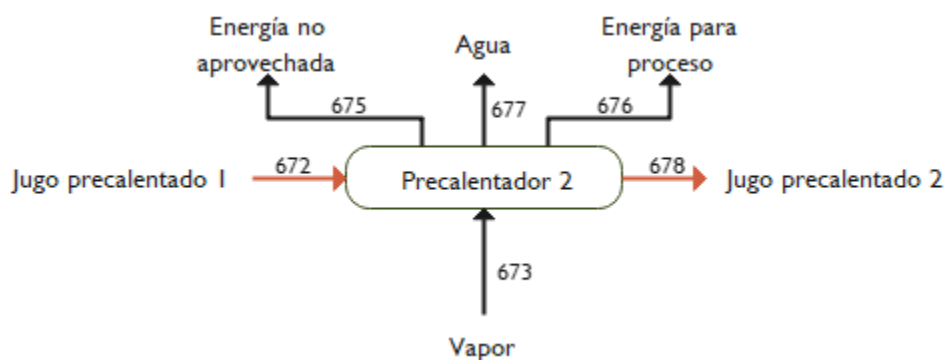 Energía no
aprovechada
Agua
Energía para
proceso
675
677
676
Jugo precalentado 1
672
Precalentador 2
678
Jugo precalentado 2
673
Vapor